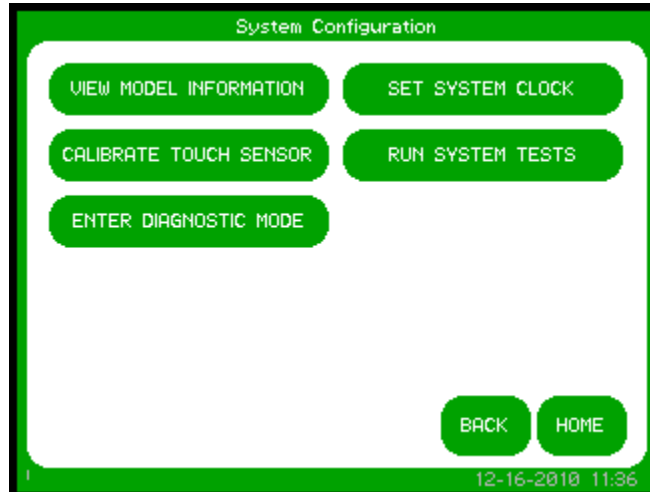 System Configuration
VIEW MODEL INFORMATION
SET SYSTEM CLOCK
CALIBRATE TOUCH SENSOR
RUN SYSTEM TESTS
ENTER DIAGNOSTIC MODE
BACK
HOME
12-16-2010 11:36